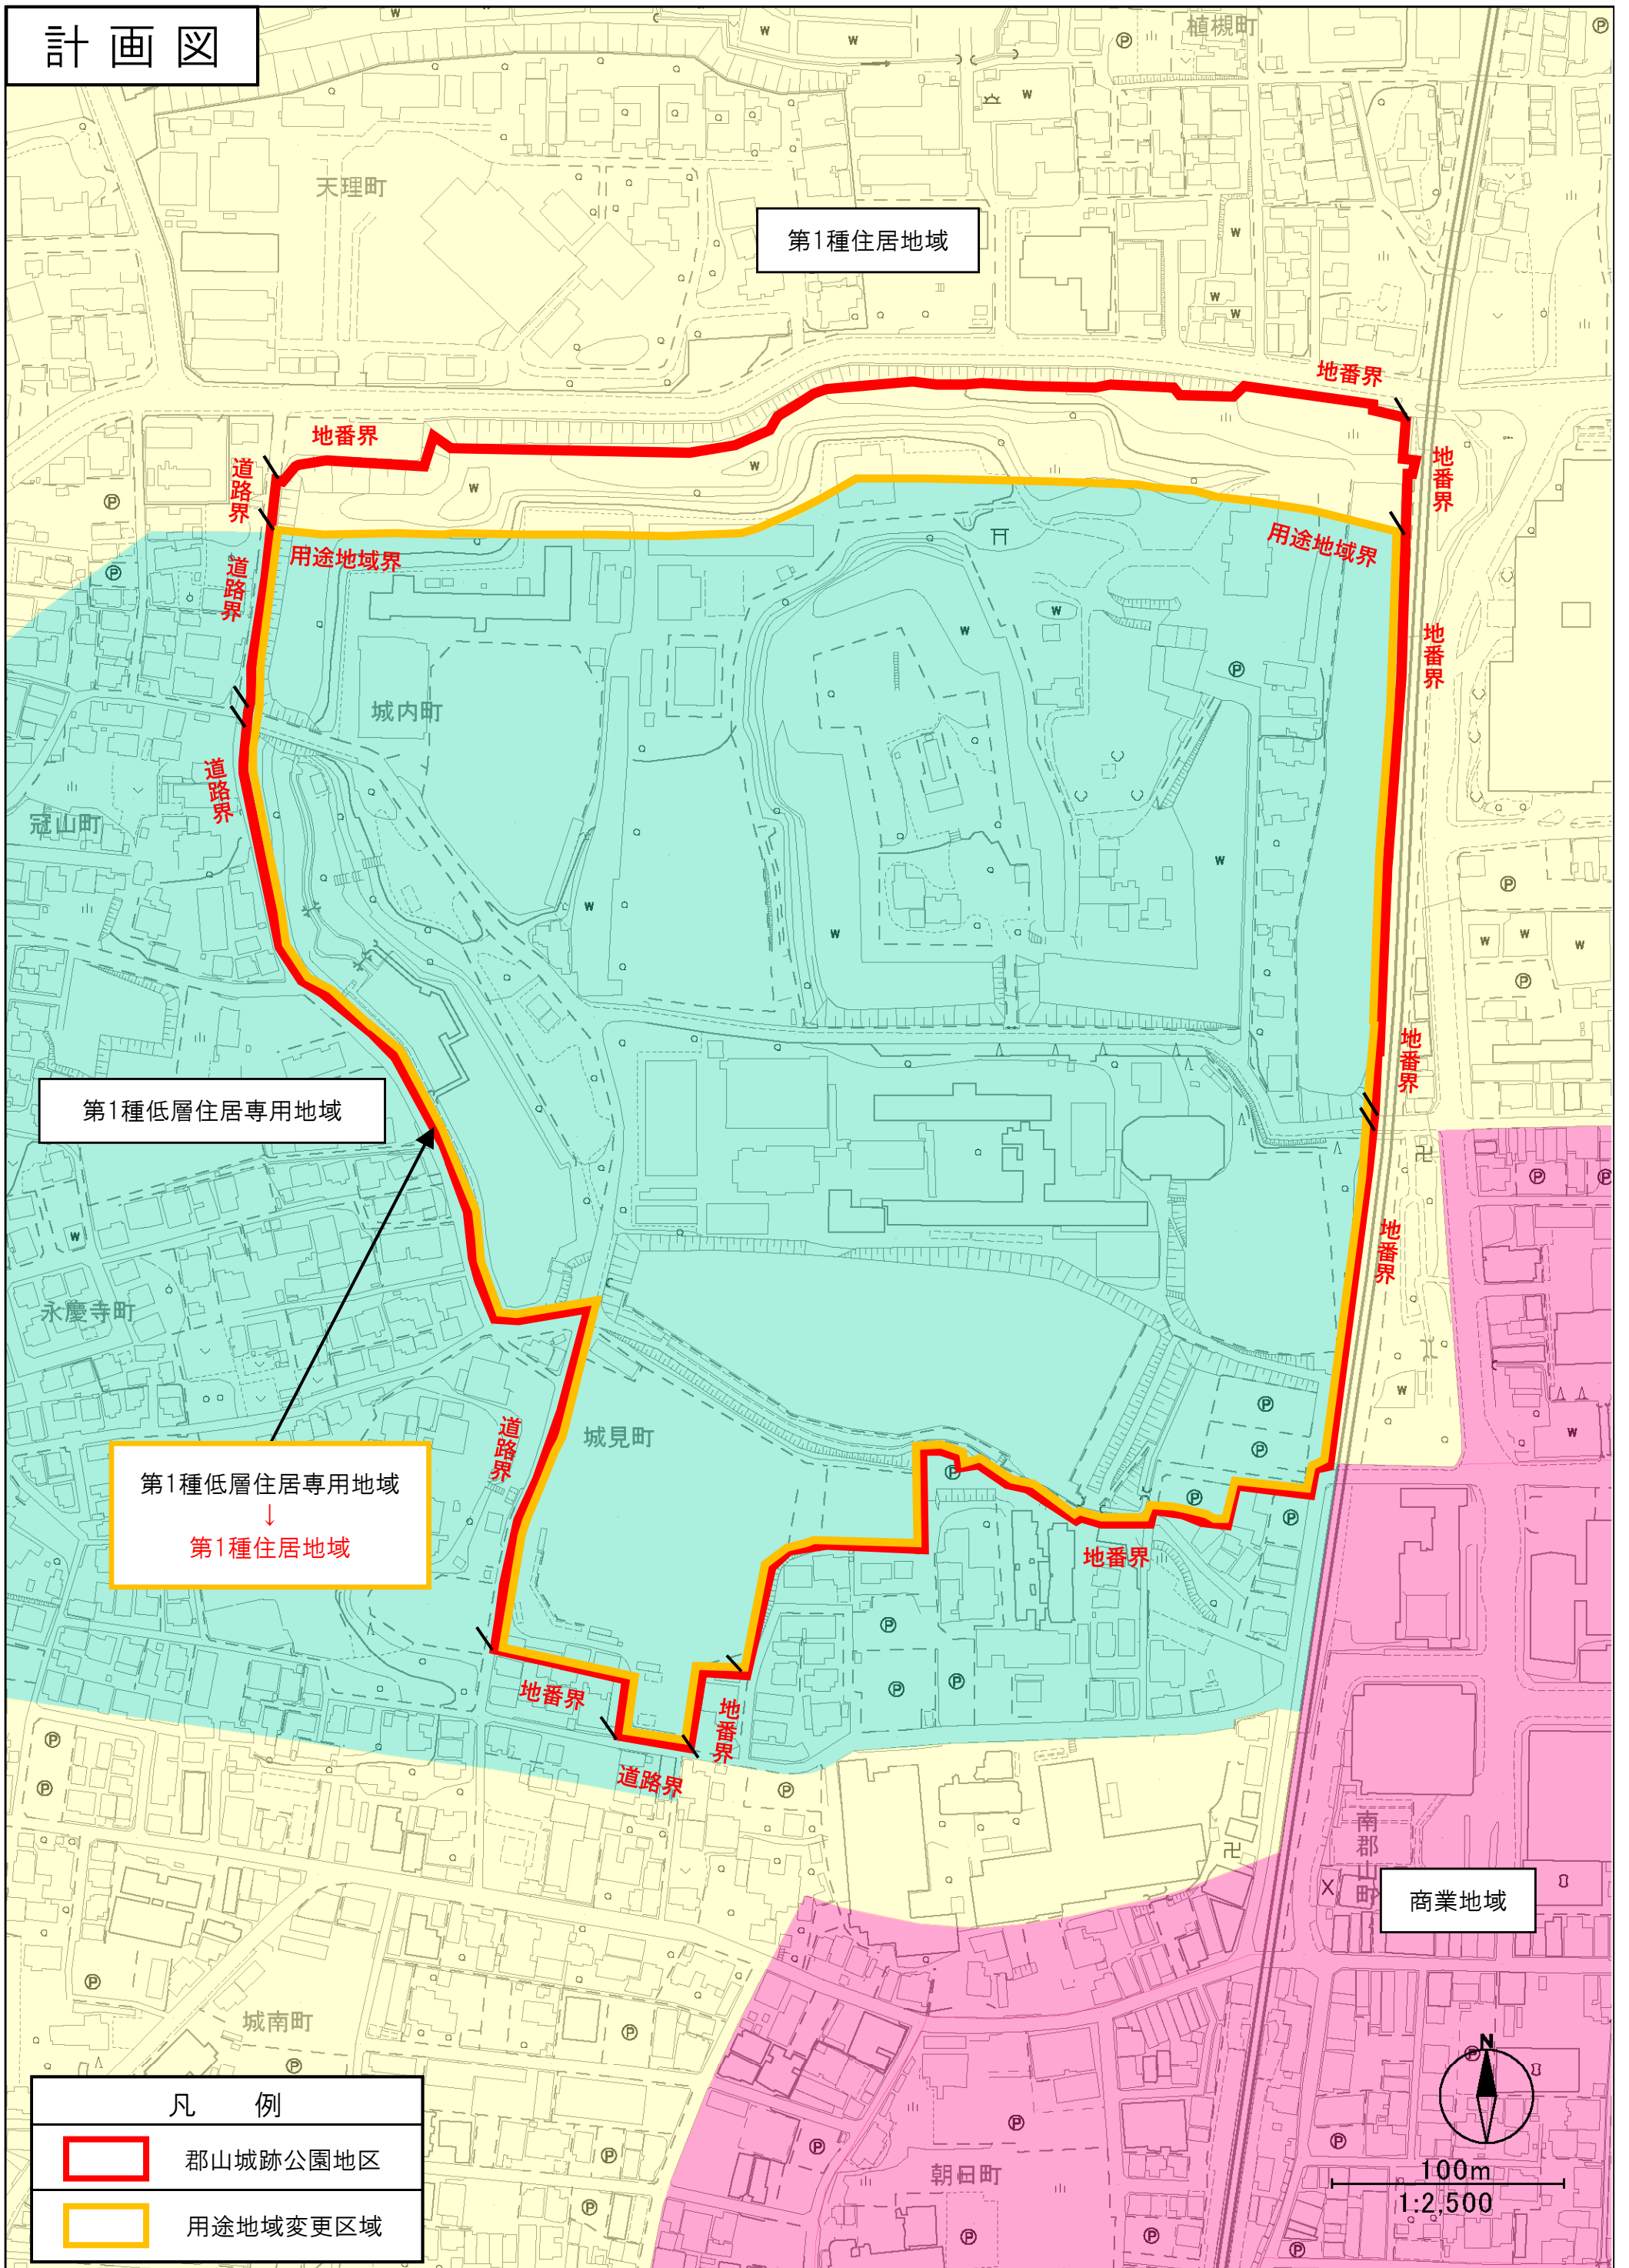 計画図
植槻町
天理町
第1種住居地域
地番界
地番界
道路界
地番界
用途地域界
用途地域界
道路界
地番界
城内町
道路界
冠山町
地番界
第1種低層住居専用地域
地番界
永慶寺町
道路界
城見町
第1種低層住居専用地域
↓
第1種住居地域
地番界
地番界
地番界
道路界
南郡山町
商業地域
城南町
朝日町
N
100m
1:2,500
凡 例
郡山城跡公園地区
用途地域変更区域